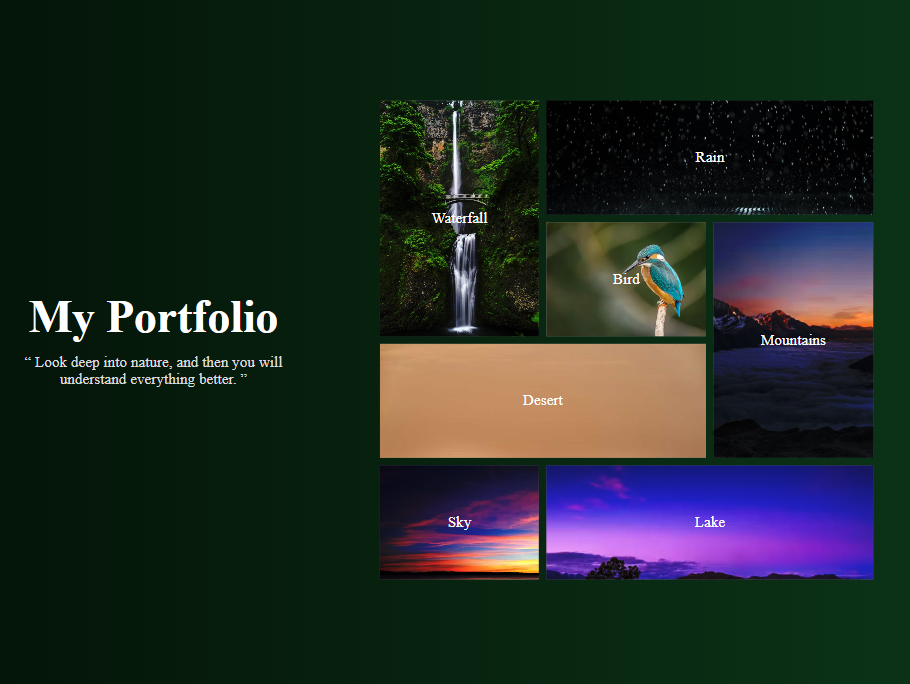 My Portfolio
“ Look deep into nature, and then you will
understand everything better. ”
Waterfall
Rain
Bird
Mountains
Desert
Sky
Lake